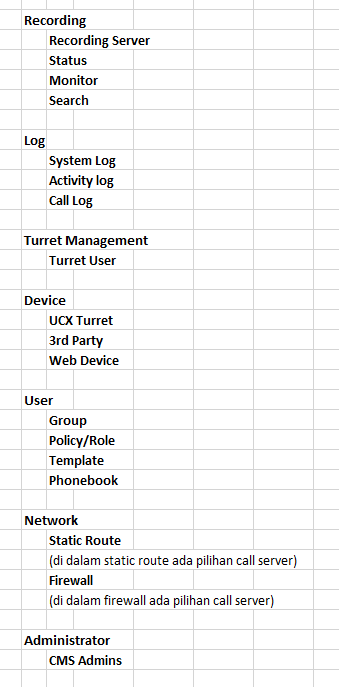 Recording
Recording Server
Status
Monitor
Search
Log
System Log
Activity log
Call Log
Turret Management
Turret User
Device
UCX Turret
3rd Party
Web Device
User
Group
Policy/Role
Template
Phonebook
Network
Static Route
(di dalam static route ada pilihan call server)
Firewall
(di dalam firewall ada pilihan call server)
Administrator
CMS Admins